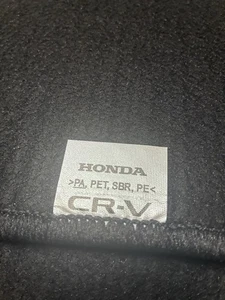 HONDA
>PA, PET, SBR, PE<
CR-V